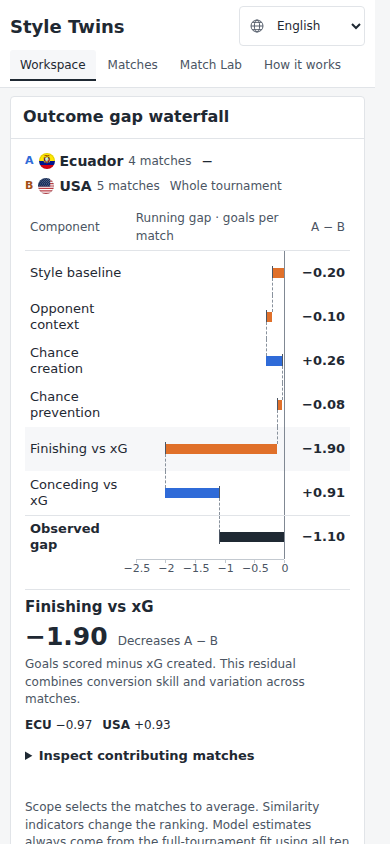 Style Twins
English
Workspace Matches Match Lab How it works
Outcome gap waterfall
A Ecuador 4 matches –
B USA 5 matches Whole tournament
Component Running gap · goals per match A − B
Style baseline −0.20
Opponent context −0.10
Chance creation +0.26
Chance prevention −0.08
Finishing vs xG −1.90
Conceding vs xG +0.91
Observed gap −1.10
−2.5 −2 −1.5 −1 −0.5 0
Finishing vs xG
−1.90 Decreases A − B
Goals scored minus xG created. This residual
combines conversion skill and variation across
matches.
ECU −0.97 USA +0.93
Inspect contributing matches
Scope selects the matches to average. Similarity
indicators change the ranking. Model estimates
always come from the full-tournament fit using all ten